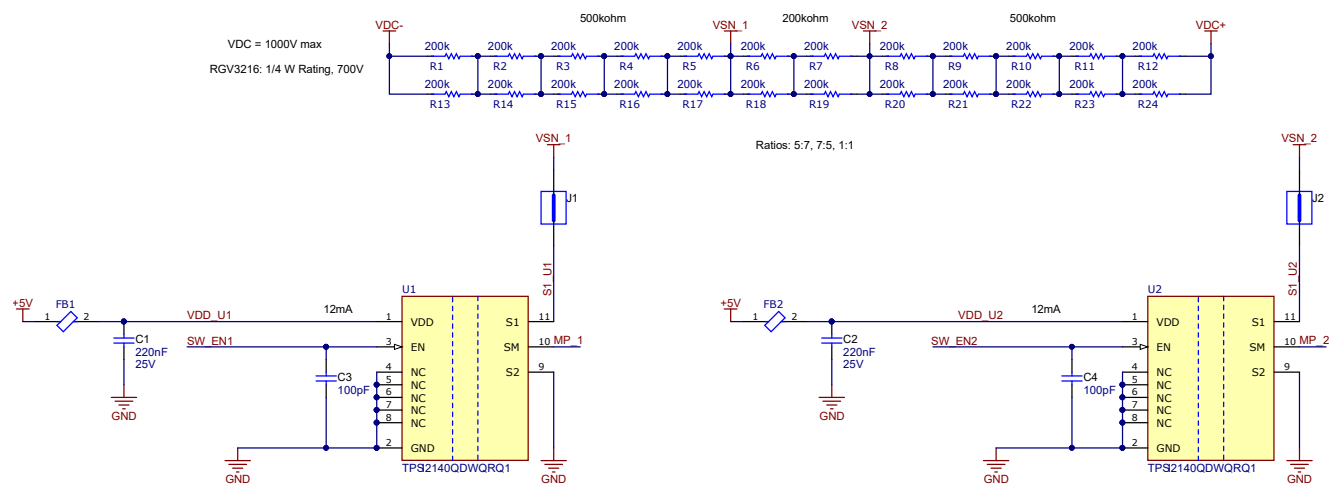 VDC-
500kohm
VSN_1
200kohm
VSN_2
500kohm
VDC+
VDC = 1000V max
RGV3216: 1/4 W Rating, 700V
200k 200k 200k 200k 200k 200k 200k 200k 200k 200k 200k 200k
R1 R2 R3 R4 R5 R6 R7 R8 R9 R10 R11 R12
200k 200k 200k 200k 200k 200k 200k 200k 200k 200k 200k 200k
R13 R14 R15 R16 R17 R18 R19 R20 R21 R22 R23 R24
Ratios: 5:7, 7:5, 1:1
VSN_1
J1
S1_U1
+5V
FB1
1 2
VDD_U1
12mA
C1
220nF
25V
GND
SW_EN1
C3
100pF
GND
U1
1 VDD
3 EN
4 NC
5 NC
6 NC
7 NC
8 NC
2 GND
S1 11
SM 10 MP_1
S2 9
TPSI2140QDWQRQ1
GND
VSN_2
J2
S1_U2
+5V
FB2
1 2
VDD_U2
12mA
C2
220nF
25V
GND
SW_EN2
C4
100pF
GND
U2
1 VDD
3 EN
4 NC
5 NC
6 NC
7 NC
8 NC
2 GND
S1 11
SM 10 MP_2
S2 9
TPSI2140QDWQRQ1
GND